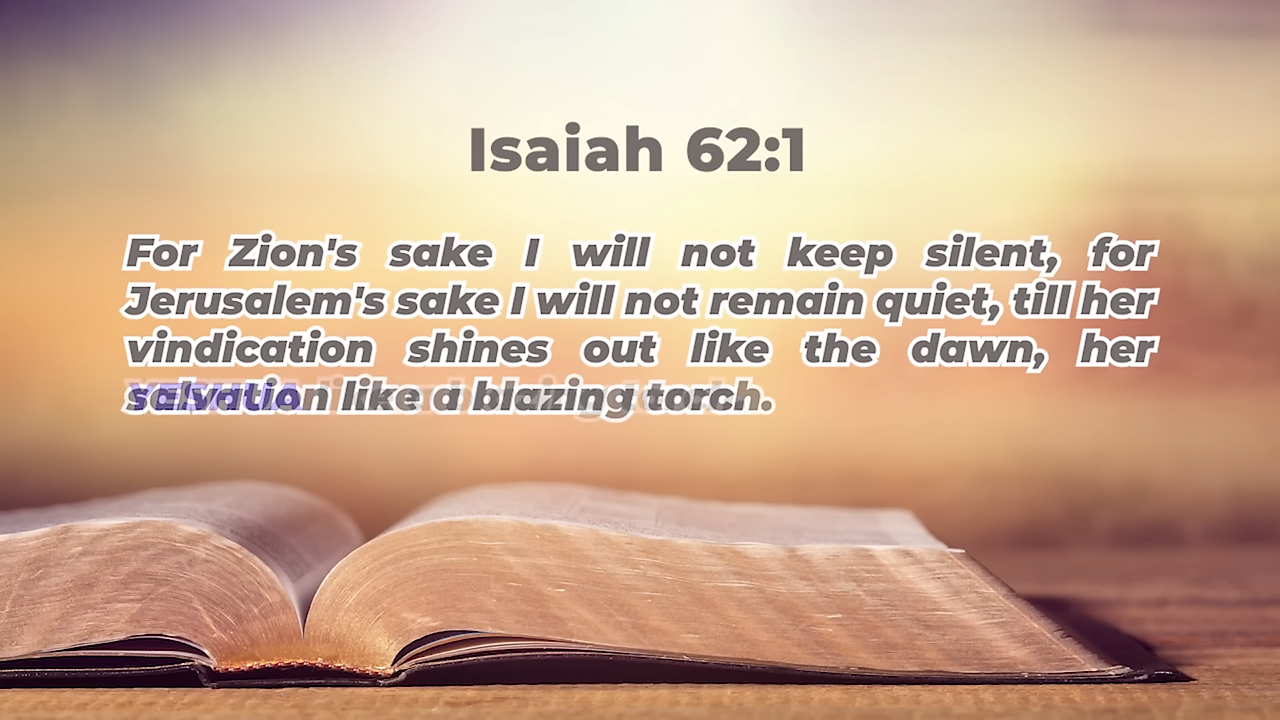 Isaiah 62:1
For Zion's sake I will not keep silent, for
Jerusalem's sake I will not remain quiet, till her
vindication shines out like the dawn, her
salvation like a blazing torch.
YESHUA